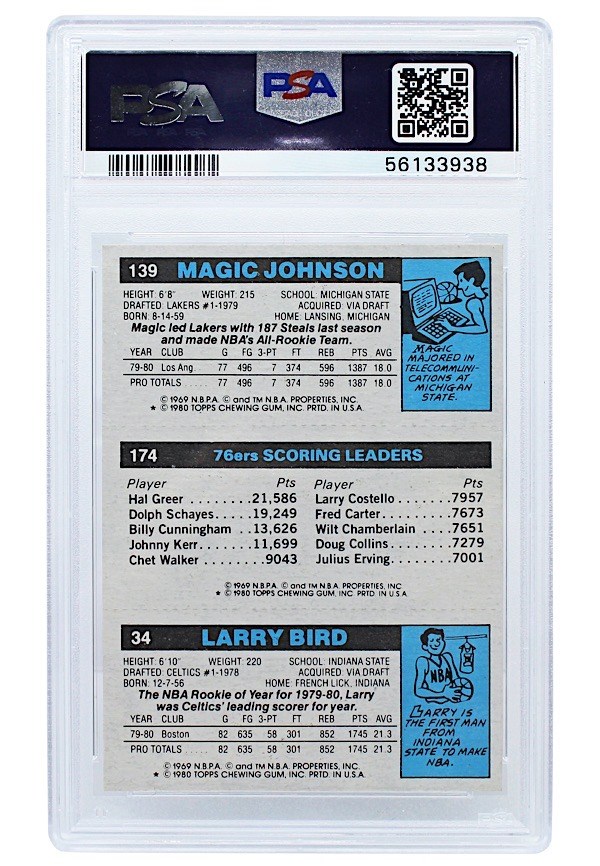 PSA
PSA
56133938
139 MAGIC JOHNSON
HEIGHT: 6'8" WEIGHT: 215 SCHOOL: MICHIGAN STATE
DRAFTED: LAKERS #1-1979 ACQUIRED: VIA DRAFT
BORN: 8-14-59 HOME: LANSING, MICHIGAN
Magic led Lakers with 187 Steals last season
and made NBA's All-Rookie Team.
YEAR CLUB G FG 3-PT FT REB PTS AVG
79-80 Los Ang. 77 496 7 374 596 1387 18.0
PRO TOTALS 77 496 7 374 596 1387 18.0
© 1969 N.B.P.A. © and TM N.B.A. PROPERTIES, INC.
★ © 1980 TOPPS CHEWING GUM, INC. PRTD. IN U.S.A.
MAGIC
MAJORED IN
TELECOMMUNI-
CATIONS AT
MICHIGAN
STATE.
174 76ers SCORING LEADERS
Player Pts Player Pts
Hal Greer ........21,586 Larry Costello .......7957
Dolph Schayes.....19,249 Fred Carter..........7673
Billy Cunningham ..13,626 Wilt Chamberlain ....7651
Johnny Kerr.......11,699 Doug Collins........7279
Chet Walker .......9043 Julius Erving........7001
© 1969 N.B.P.A. © and TM N.B.A. PROPERTIES, INC.
★ © 1980 TOPPS CHEWING GUM, INC. PRTD. IN U.S.A.
34 LARRY BIRD
HEIGHT: 6'10" WEIGHT: 220 SCHOOL: INDIANA STATE
DRAFTED: CELTICS #1-1978 ACQUIRED: VIA DRAFT
BORN: 12-7-56 HOME: FRENCH LICK, INDIANA
The NBA Rookie of Year for 1979-80, Larry
was Celtics' leading scorer for year.
YEAR CLUB G FG 3-PT FT REB PTS AVG
79-80 Boston 82 635 58 301 852 1745 21.3
PRO TOTALS 82 635 58 301 852 1745 21.3
© 1969 N.B.P.A. © and TM N.B.A. PROPERTIES, INC.
★ © 1980 TOPPS CHEWING GUM, INC. PRTD. IN U.S.A.
NBA
LARRY IS
THE FIRST MAN
FROM
INDIANA
STATE TO MAKE
NBA.